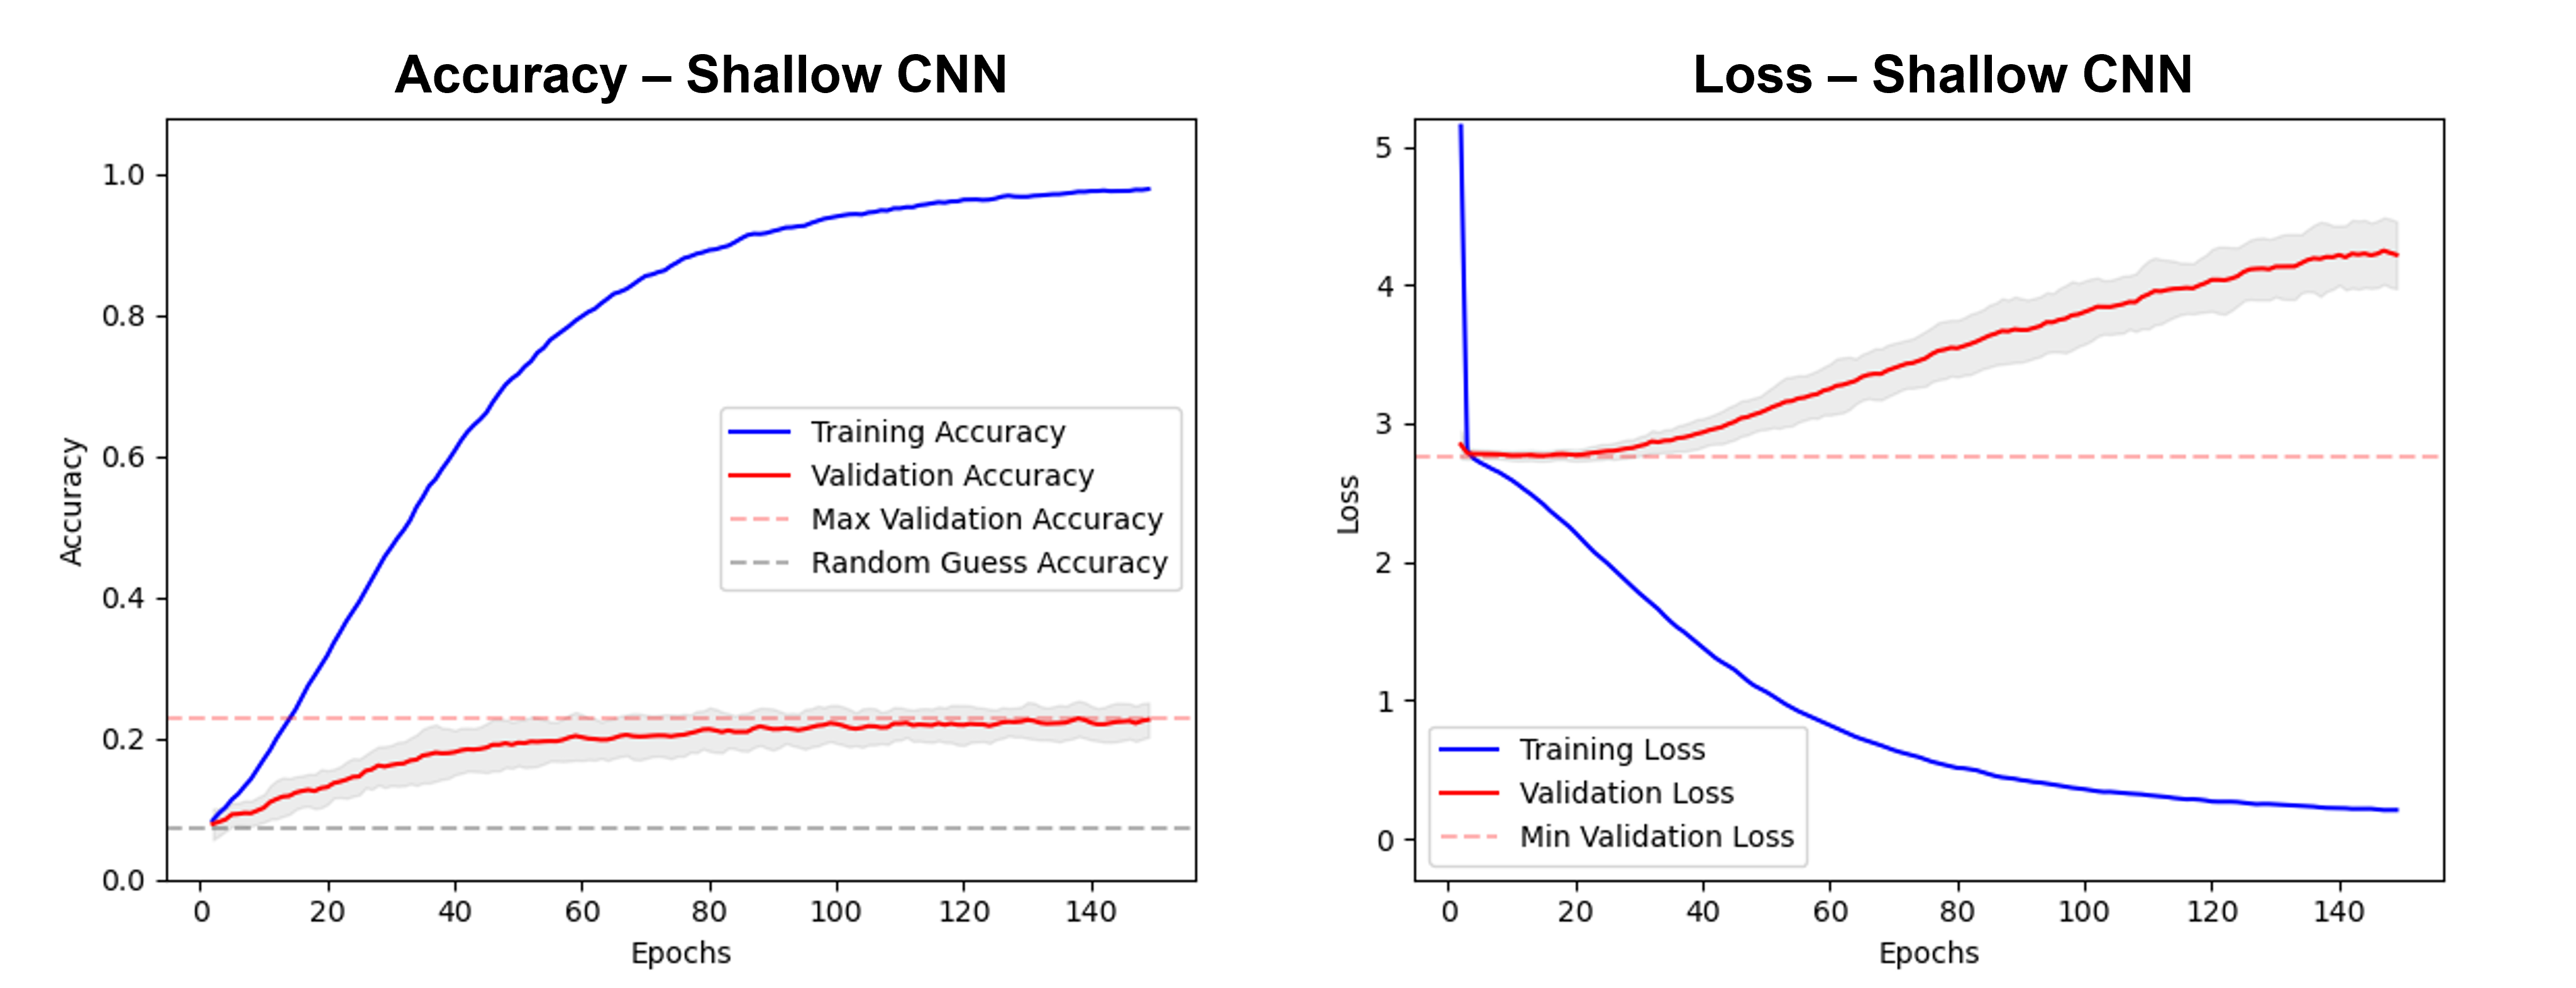 Accuracy – Shallow CNN
1.0
0.8
0.6
0.4
0.2
0.0
Accuracy
Training Accuracy
Validation Accuracy
Max Validation Accuracy
Random Guess Accuracy
0 20 40 60 80 100 120 140
Epochs
Loss – Shallow CNN
5
4
3
2
1
0
Loss
Training Loss
Validation Loss
Min Validation Loss
0 20 40 60 80 100 120 140
Epochs